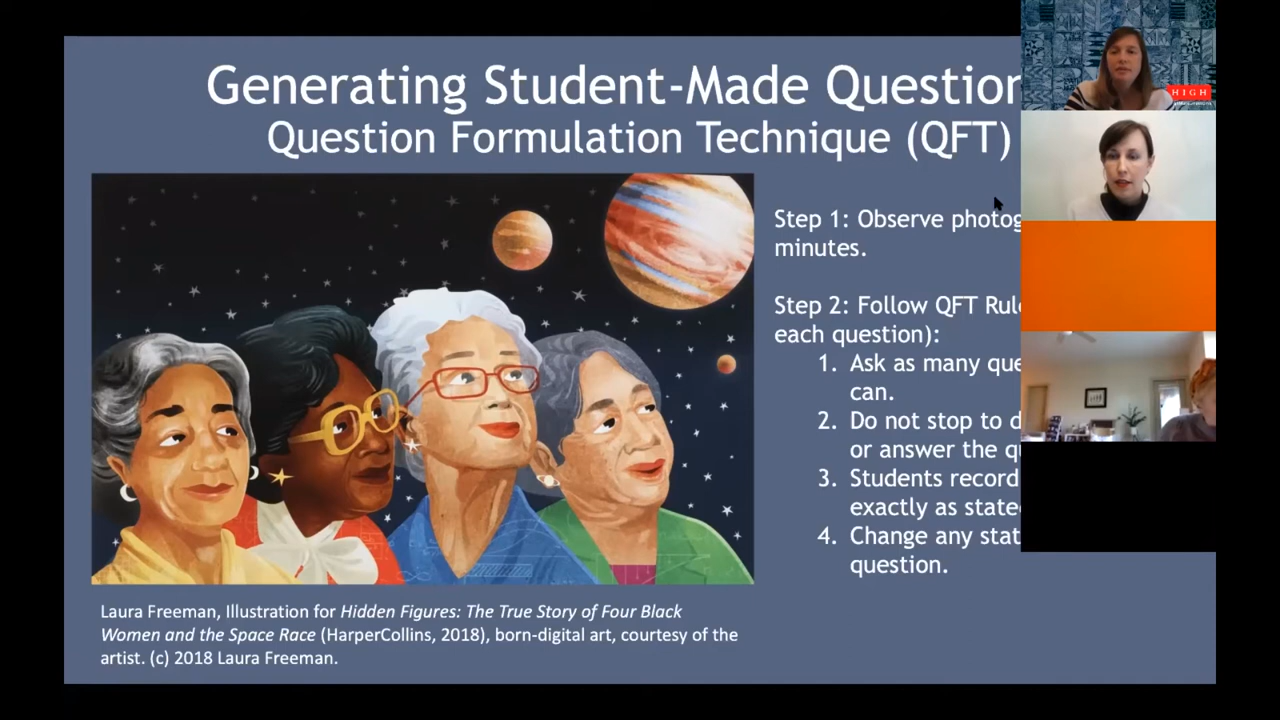 Generating Student-Made Question
Question Formulation Technique (QFT)
HIGH
Step 1: Observe photog
minutes.
Step 2: Follow QFT Rul
each question):
1. Ask as many que
can.
2. Do not stop to d
or answer the q
3. Students record
exactly as state
4. Change any stat
question.
Laura Freeman, Illustration for Hidden Figures: The True Story of Four Black
Women and the Space Race (HarperCollins, 2018), born-digital art, courtesy of the
artist. (c) 2018 Laura Freeman.